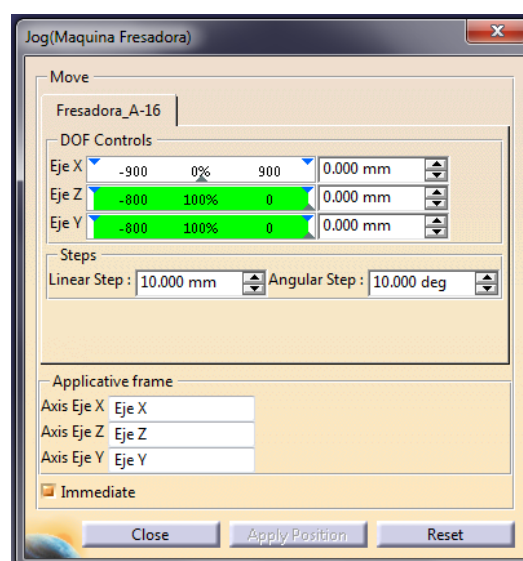 Jog(Maquina Fresadora)
Move
Fresadora_A-16
DOF Controls
Eje X -900 0% 900 0.000 mm
Eje Z -800 100% 0 0.000 mm
Eje Y -800 100% 0 0.000 mm
Steps
Linear Step : 10.000 mm Angular Step : 10.000 deg
Applicative frame
Axis Eje X Eje X
Axis Eje Z Eje Z
Axis Eje Y Eje Y
Immediate
Close Apply Position Reset